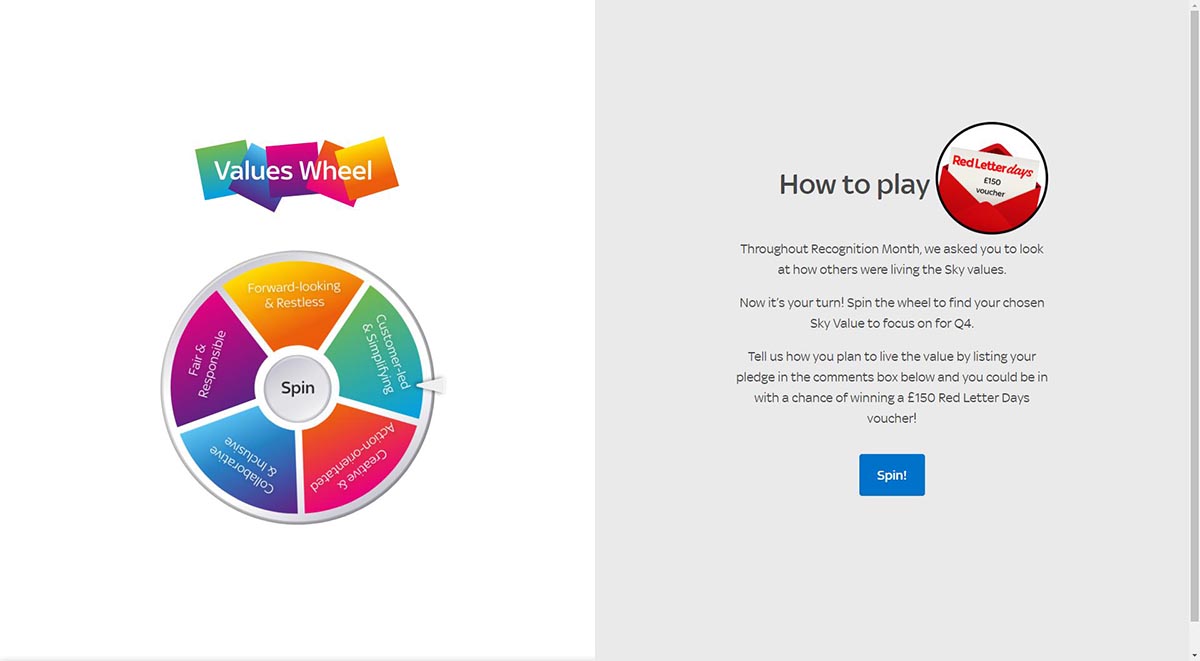 Values Wheel
Forward-looking
& Restless
Customer-led
& Simplifying
Creative &
Action-orientated
Collaborative
& Inclusive
Fair &
Responsible
Spin
How to play
Red Letter days
£150
voucher
Throughout Recognition Month, we asked you to look
at how others were living the Sky values.
Now it’s your turn! Spin the wheel to find your chosen
Sky Value to focus on for Q4.
Tell us how you plan to live the value by listing your
pledge in the comments box below and you could be in
with a chance of winning a £150 Red Letter Days
voucher!
Spin!